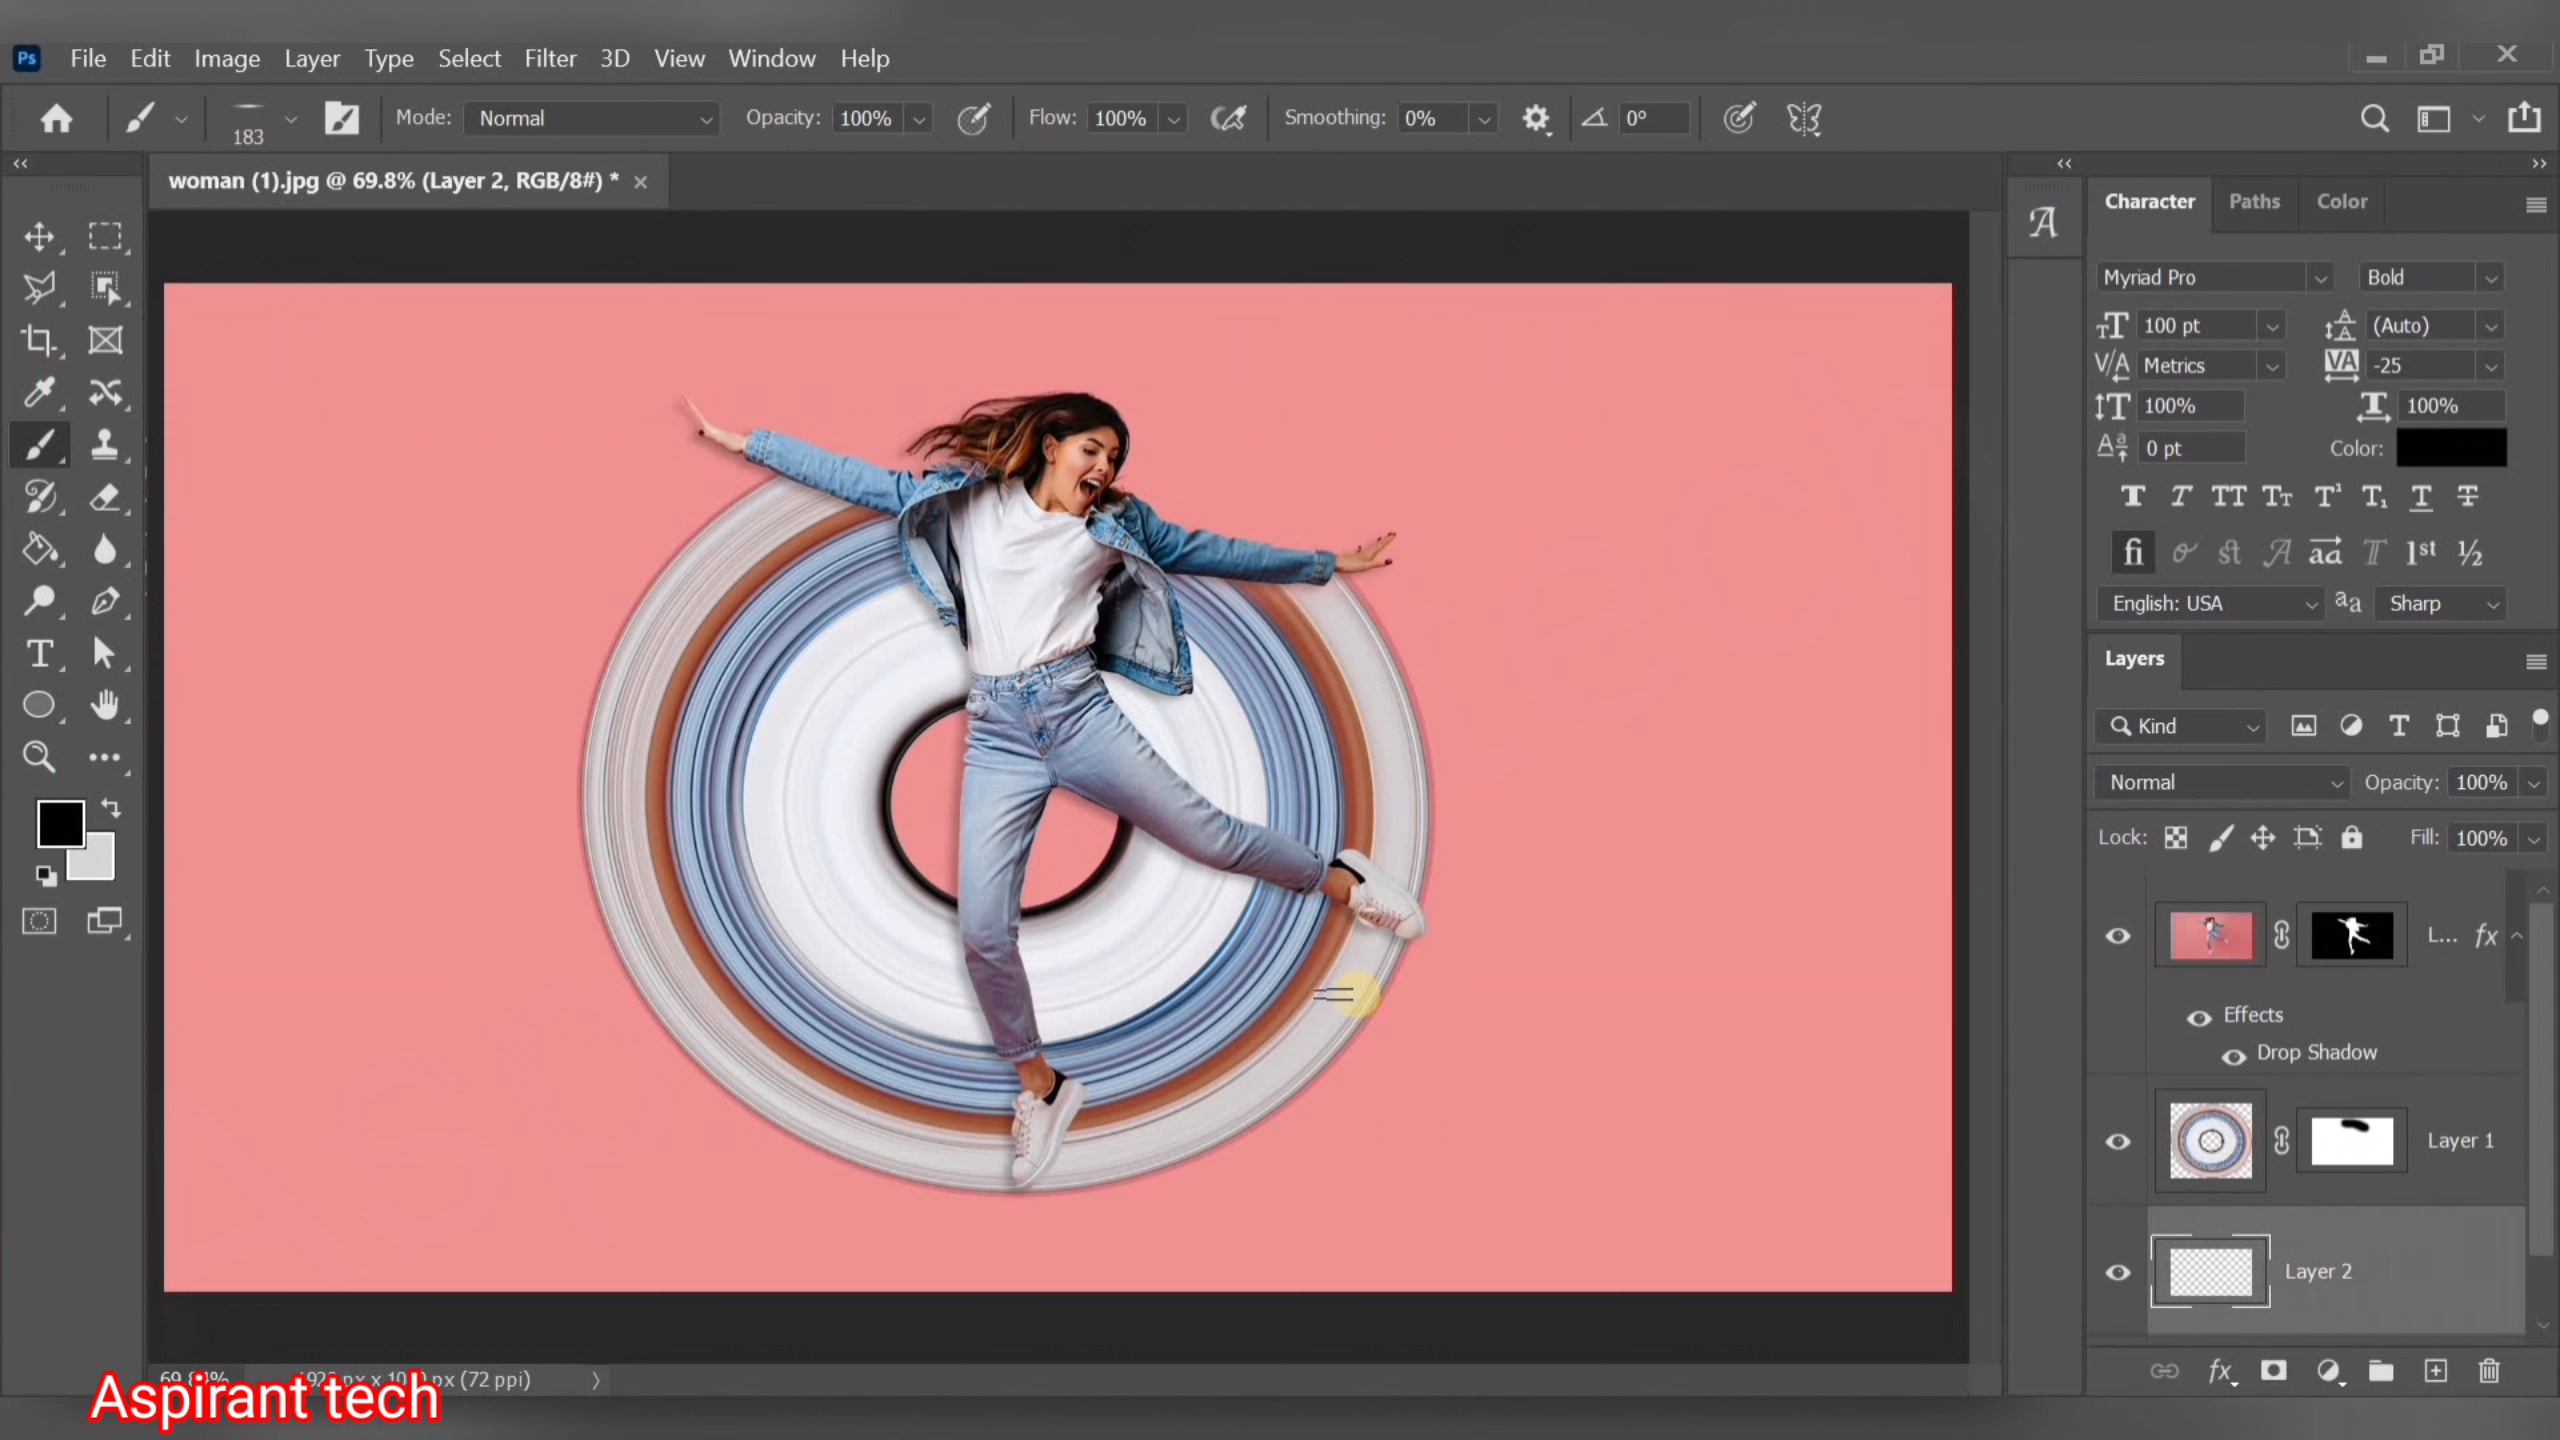 Ps File Edit Image Layer Type Select Filter 3D View Window Help
183 Mode: Normal Opacity: 100% Flow: 100% Smoothing: 0% 0°
woman (1).jpg @ 69.8% (Layer 2, RGB/8#) *
Character Paths Color
Myriad Pro Bold
100 pt (Auto)
Metrics -25
100% 100%
0 pt Color:
English: USA Sharp
Layers
Kind
Normal Opacity: 100%
Lock: Fill: 100%
L... fx
Effects
Drop Shadow
Layer 1
Layer 2
px (72 ppi)
Aspirant tech